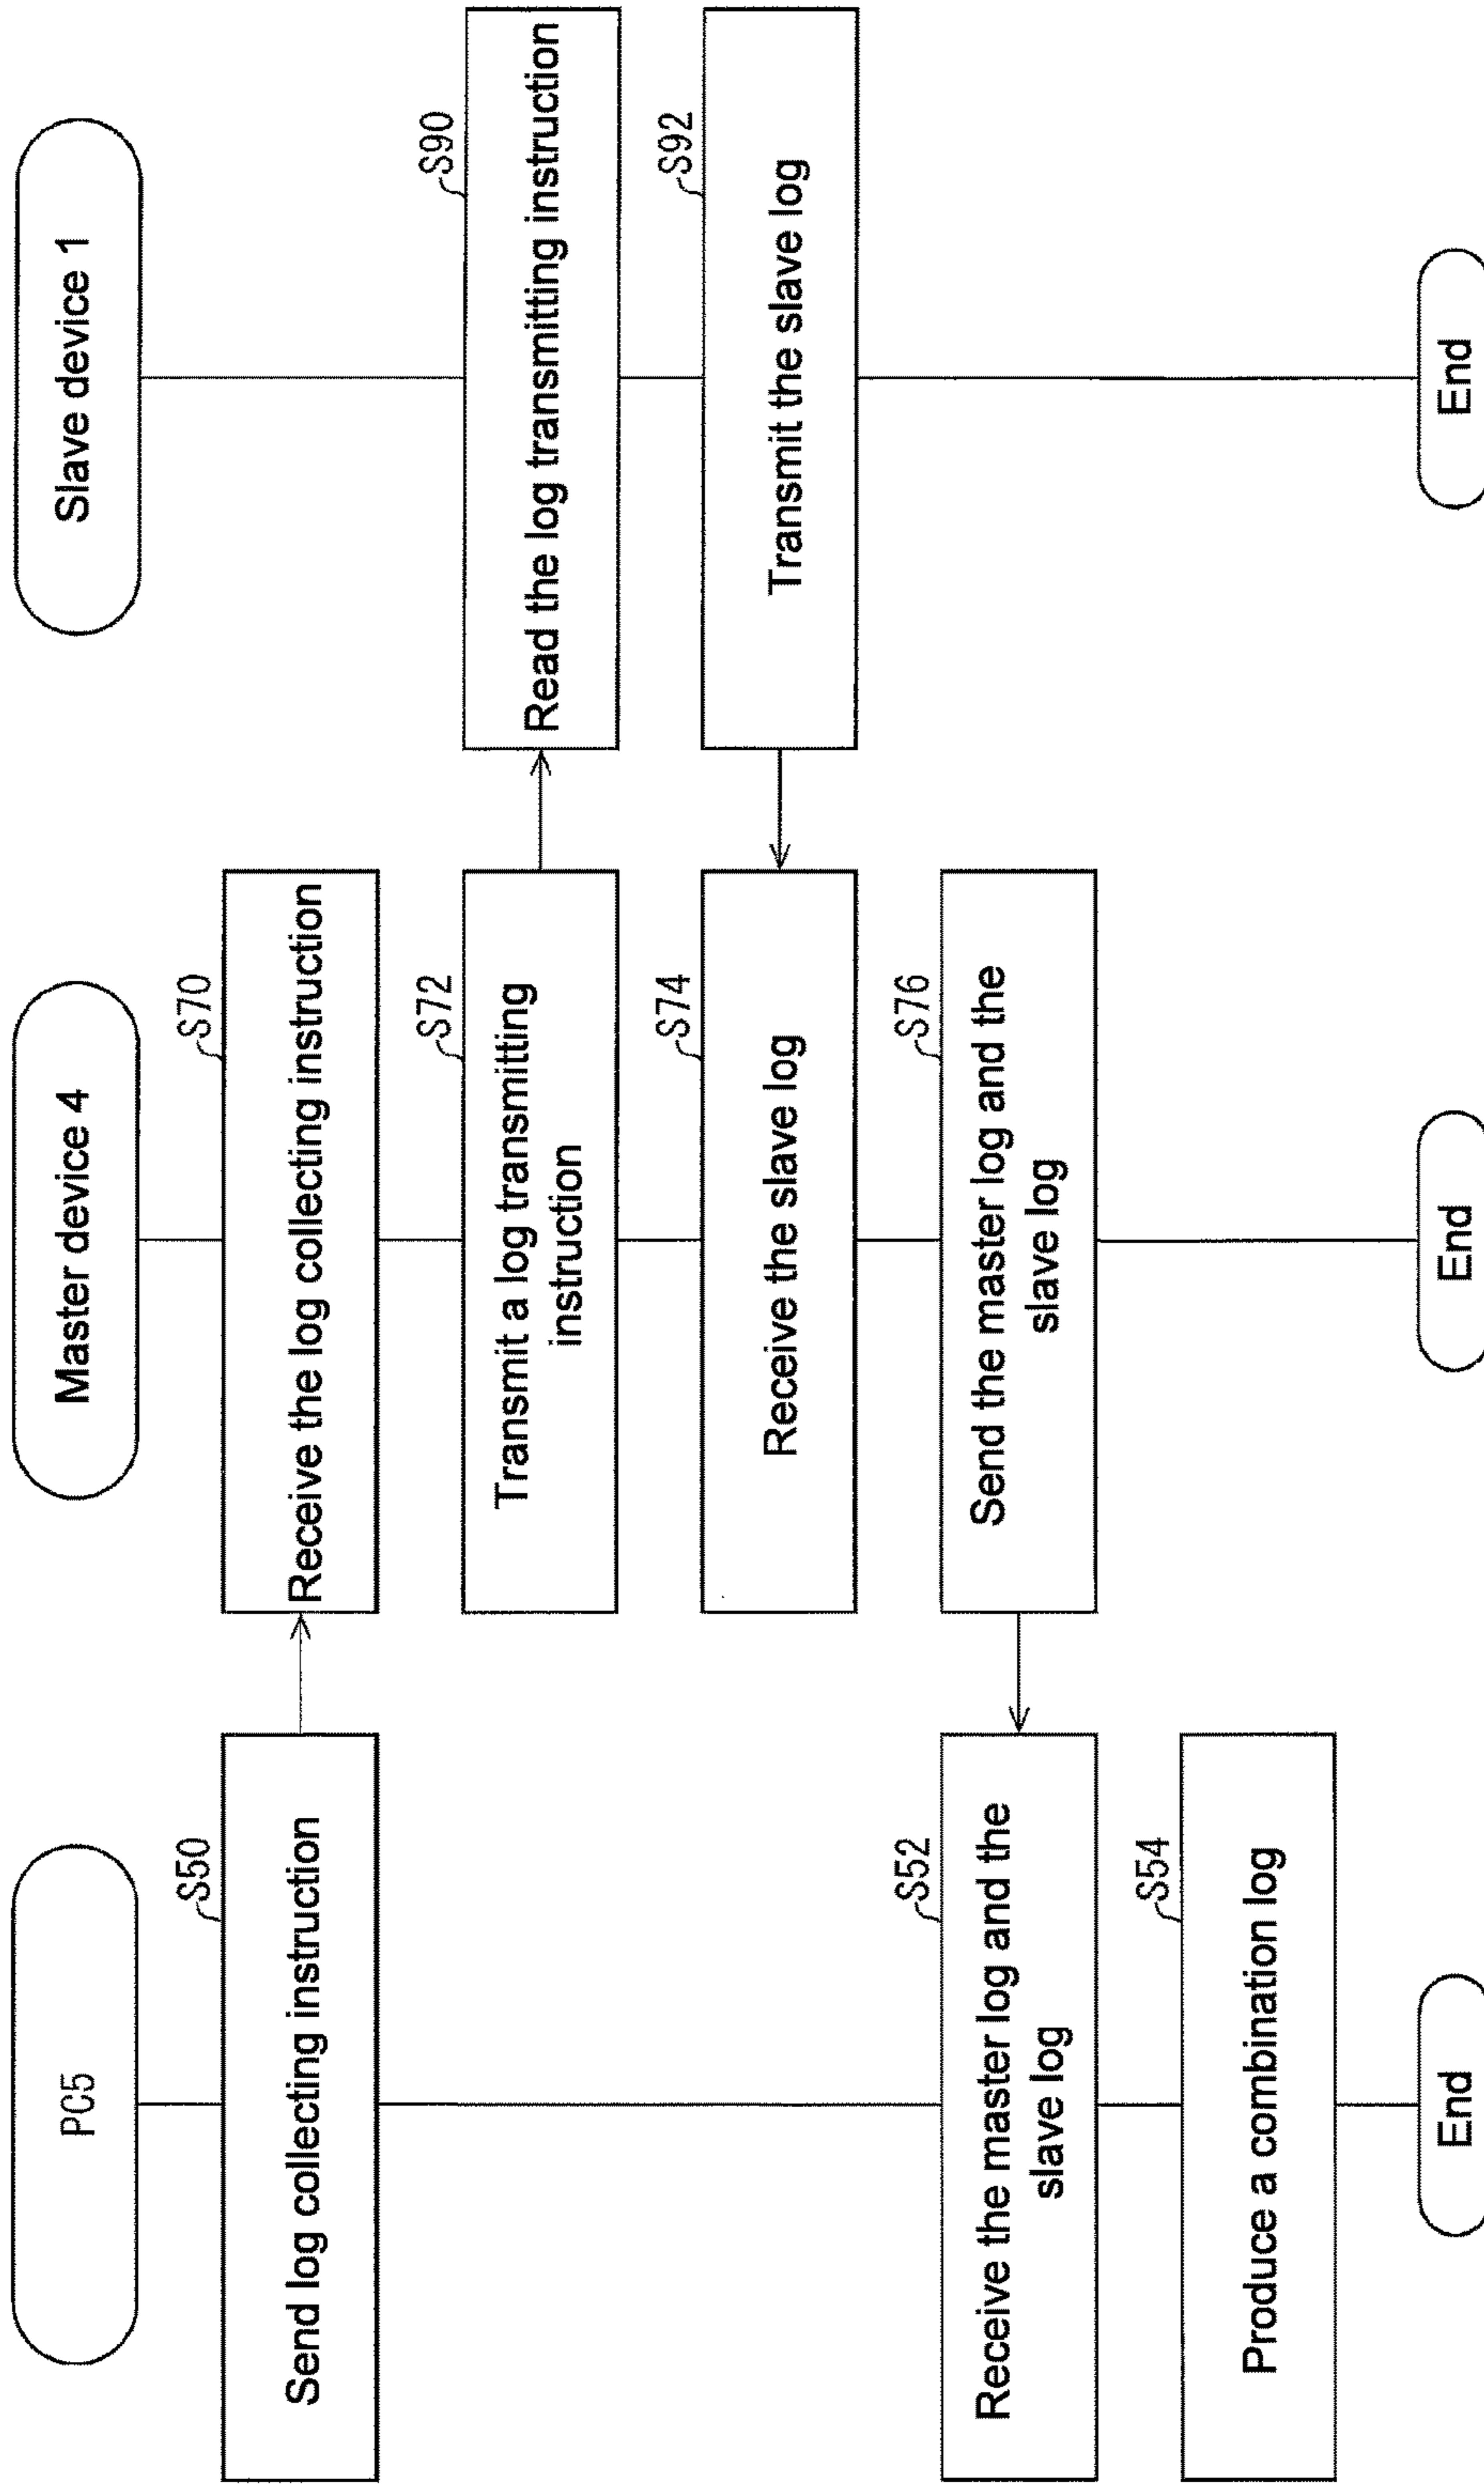 PC5
S50
Send log collecting instruction
S52
Receive the master log and the
slave log
S54
Produce a combination log
End
Master device 4
S70
Receive the log collecting instruction
S72
Transmit a log transmitting
instruction
S74
Receive the slave log
S76
Send the master log and the
slave log
End
Slave device 1
S90
Read the log transmitting instruction
S92
Transmit the slave log
End